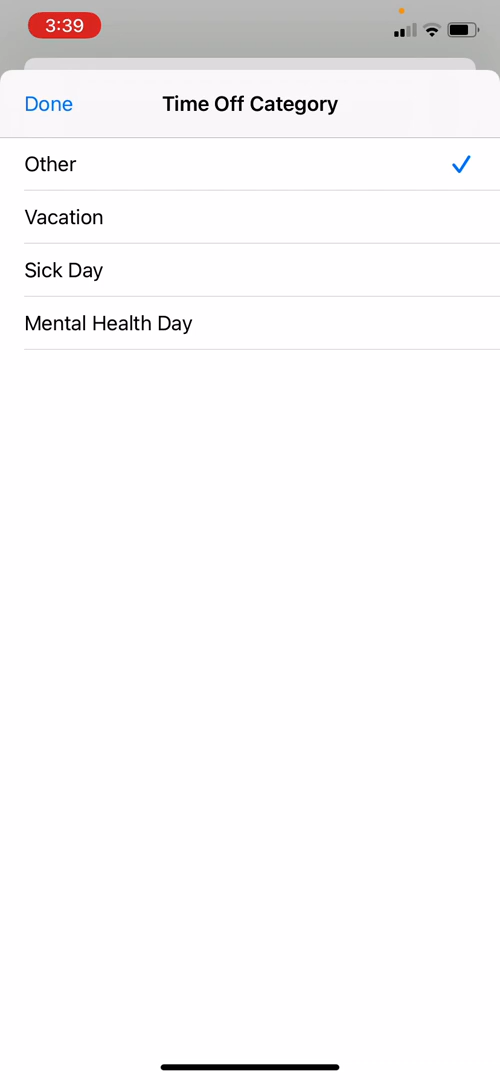 3:39
Done
Time Off Category
Other
Vacation
Sick Day
Mental Health Day